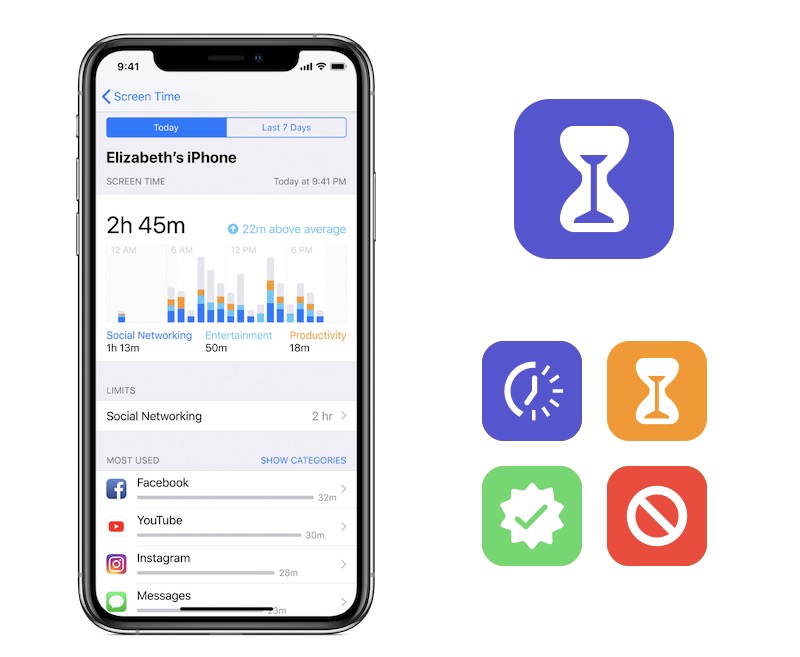 9:41
Screen Time
Today Last 7 Days
Elizabeth's iPhone
SCREEN TIME Today at 9:41 PM
2h 45m 22m above average
12 AM 6 AM 12 PM 6 PM
Social Networking Entertainment Productivity
1h 13m 50m 18m
LIMITS
Social Networking 2 hr
MOST USED SHOW CATEGORIES
Facebook
32m
YouTube
30m
Instagram
28m
Messages
23m